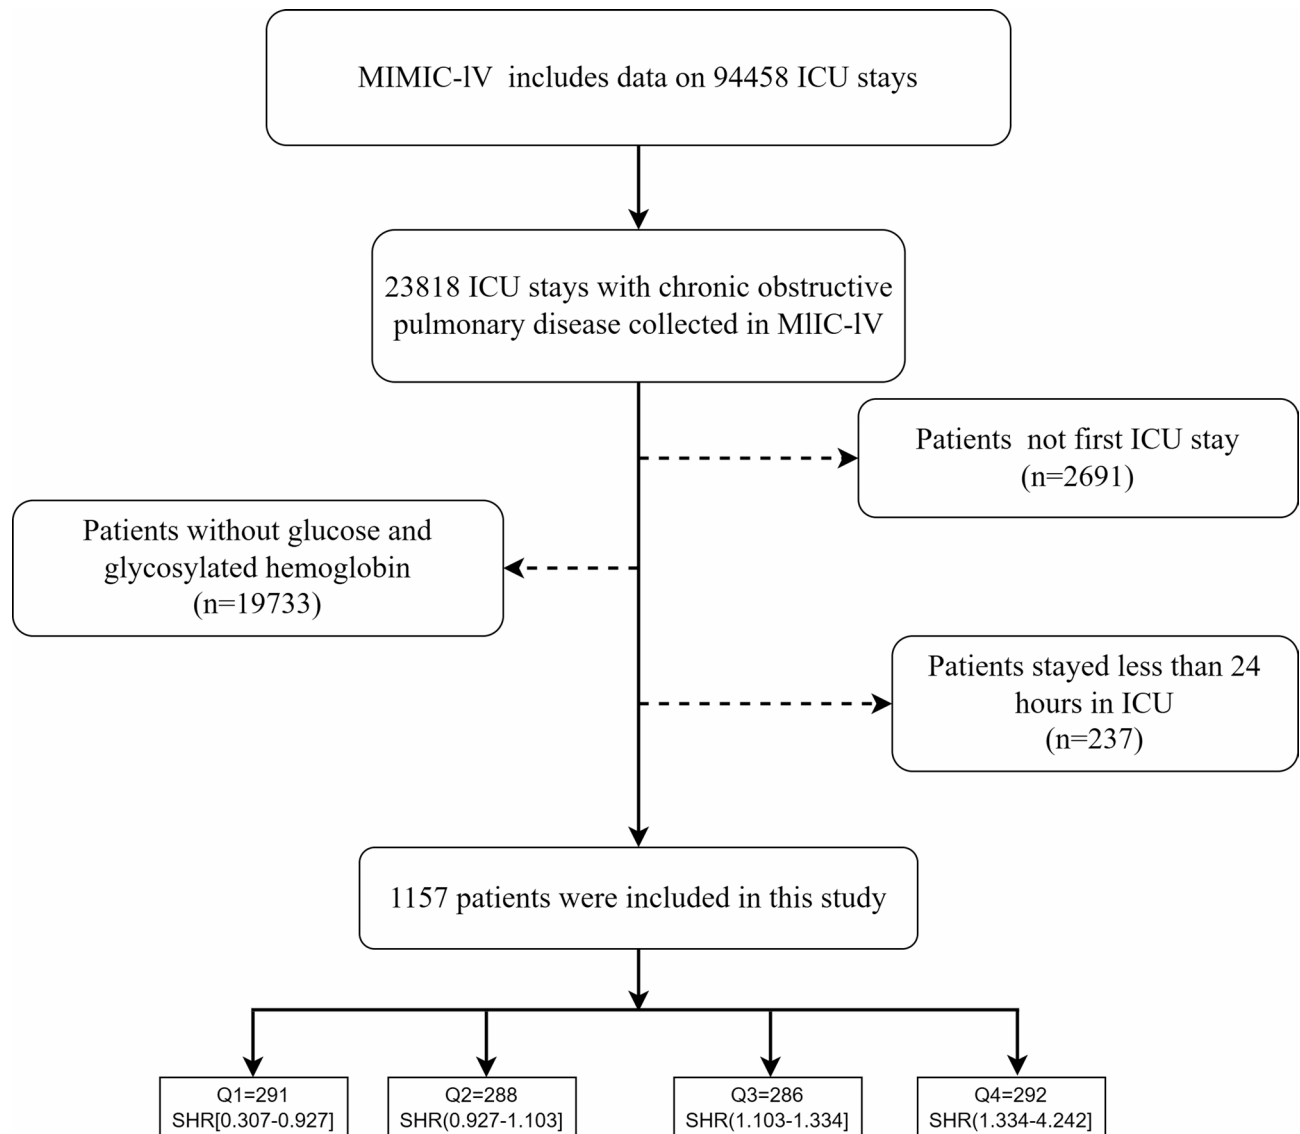 MIMIC-lV  includes data on 94458 ICU stays
23818 ICU stays with chronic obstructive
pulmonary disease collected in MlIC-lV
Patients  not first ICU stay
(n=2691)
Patients without glucose and
glycosylated hemoglobin
(n=19733)
Patients stayed less than 24
hours in ICU
(n=237)
1157 patients were included in this study
Q1=291
SHR[0.307-0.927]
Q2=288
SHR(0.927-1.103]
Q3=286
SHR(1.103-1.334]
Q4=292
SHR(1.334-4.242]